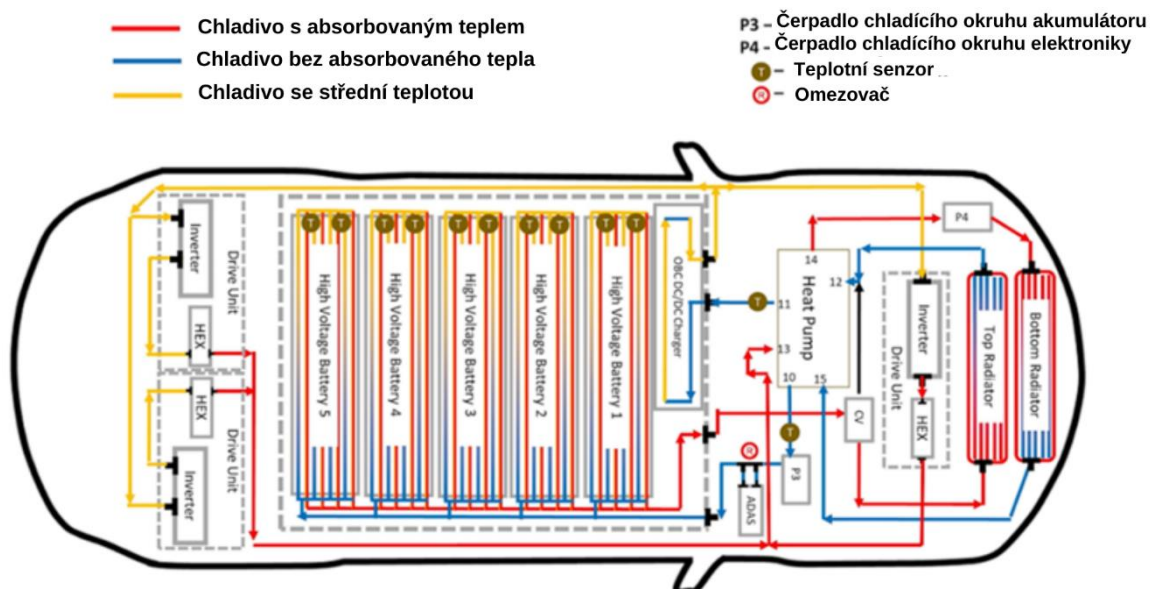 Chladivo s absorbovaným teplem
Chladivo bez absorbovaného tepla
Chladivo se střední teplotou
P3 – Čerpadlo chladícího okruhu akumulátoru
P4 – Čerpadlo chladícího okruhu elektroniky
T – Teplotní senzor
R – Omezovač
Inverter
Drive Unit
HEX
HEX
Drive Unit
Inverter
T T T T T T T T T T
High Voltage Battery 5
High Voltage Battery 4
High Voltage Battery 3
High Voltage Battery 2
High Voltage Battery 1
OBC DC/DC Charger
T
R
ADAS
T
P3
14
12
11
13
10
15
Heat Pump
P4
CV
Inverter
Drive Unit
HEX
Top Radiator
Bottom Radiator